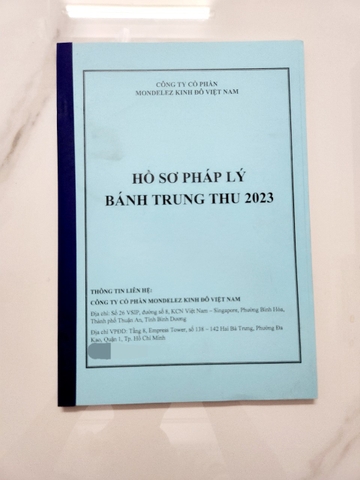 CÔNG TY CỔ PHẦN
MONDELEZ KINH ĐÔ VIỆT NAM
HỒ SƠ PHÁP LÝ
BÁNH TRUNG THU 2023
THÔNG TIN LIÊN HỆ:
CÔNG TY CỔ PHẦN MONDELEZ KINH ĐÔ VIỆT NAM
Địa chỉ: Số 26 VSIP, đường số 8, KCN Việt Nam – Singapore, Phường Bình Hòa,
Thành phố Thuận An, Tỉnh Bình Dương
Địa chỉ VPĐD: Tầng 8, Empress Tower, số 138 – 142 Hai Bà Trưng, Phường Đa
Kao, Quận 1, Tp. Hồ Chí Minh